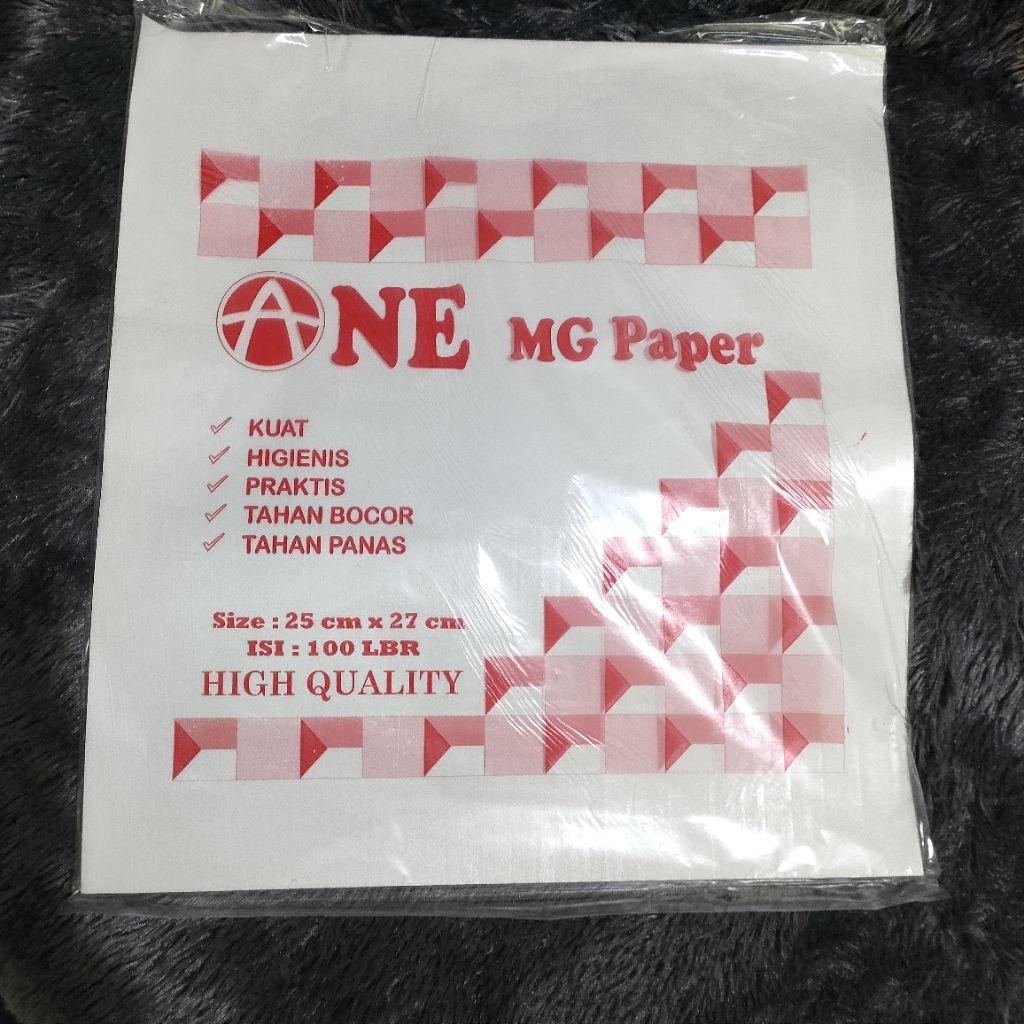 ONE MG Paper
KUAT
HIGIENIS
PRAKTIS
TAHAN BOCOR
TAHAN PANAS
Size : 25 cm x 27 cm
ISI : 100 LBR
HIGH QUALITY